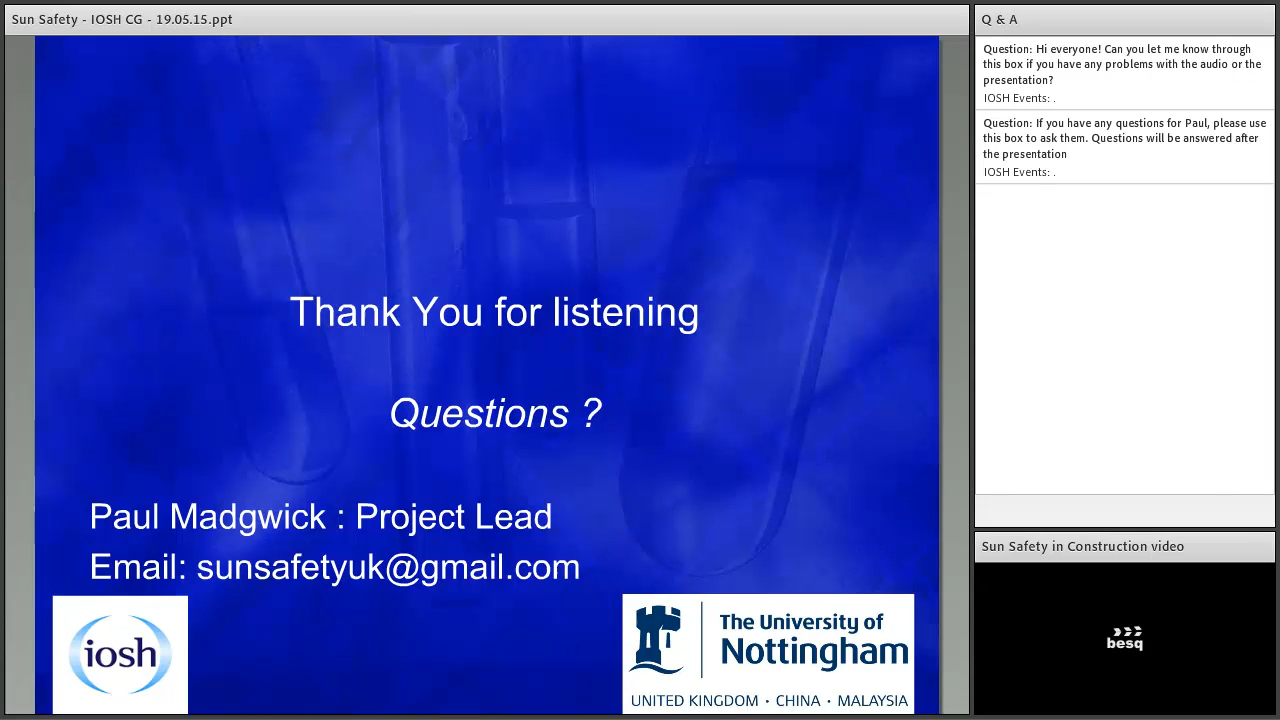 Sun Safety - IOSH CG - 19.05.15.ppt
Thank You for listening
Questions ?
Paul Madgwick : Project Lead
Email: sunsafetyuk@gmail.com
iosh
The University of
Nottingham
UNITED KINGDOM · CHINA · MALAYSIA
Q & A
Question: Hi everyone! Can you let me know through
this box if you have any problems with the audio or the
presentation?
IOSH Events: .
Question: If you have any questions for Paul, please use
this box to ask them. Questions will be answered after
the presentation
IOSH Events: .
Sun Safety in Construction video
besq